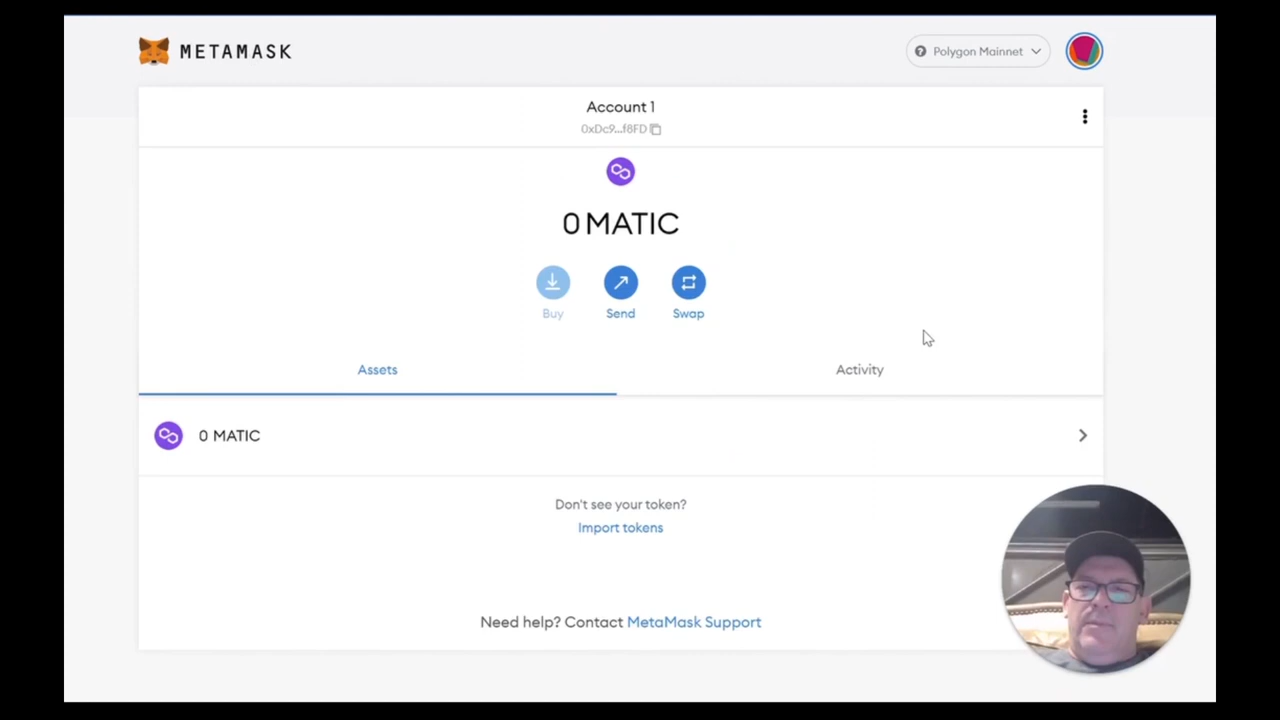 METAMASK
Polygon Mainnet
Account 1
0xDc9...f8FD
0 MATIC
Buy
Send
Swap
Assets
Activity
0 MATIC
Don't see your token?
Import tokens
Need help? Contact MetaMask Support